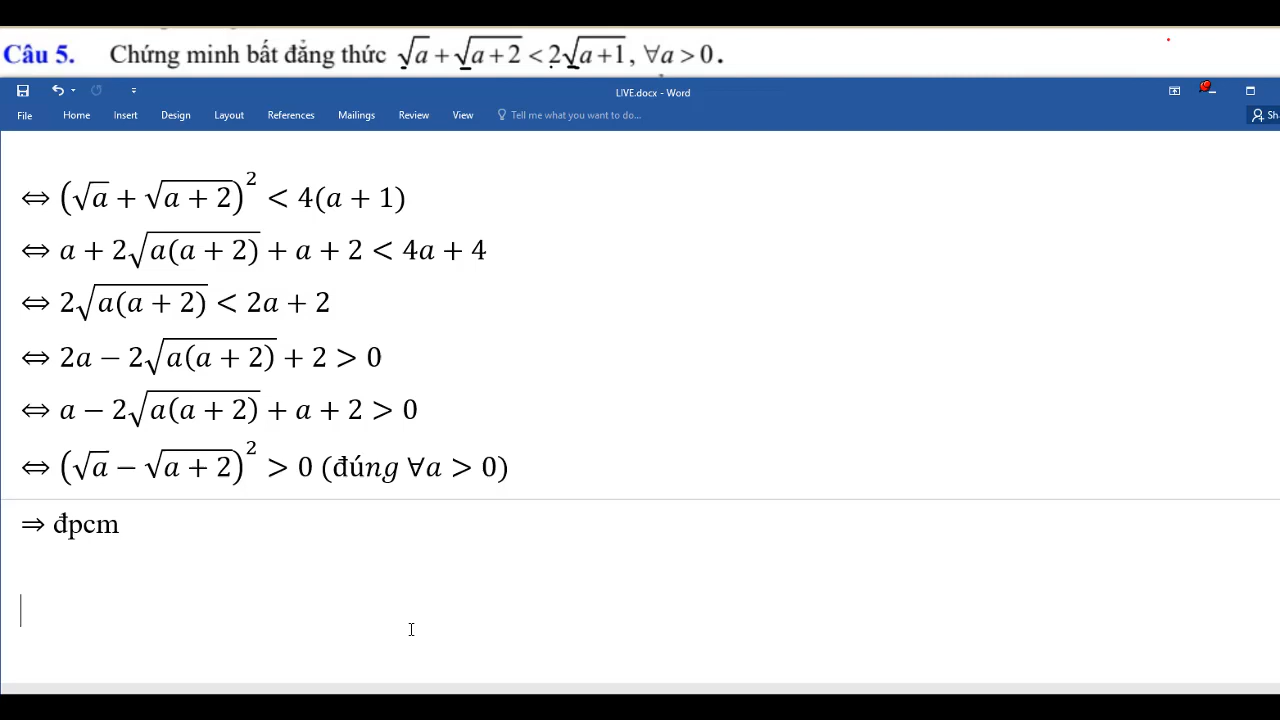 Câu 5. Chứng minh bất đẳng thức √a + √(a+2) < 2√(a+1), ∀a > 0.
LIVE.docx - Word
File Home Insert Design Layout References Mailings Review View Tell me what you want to do... Sh
⇔ (√a + √(a + 2))² < 4(a + 1)
⇔ a + 2√(a(a + 2)) + a + 2 < 4a + 4
⇔ 2√(a(a + 2)) < 2a + 2
⇔ 2a − 2√(a(a + 2)) + 2 > 0
⇔ a − 2√(a(a + 2)) + a + 2 > 0
⇔ (√a − √(a + 2))² > 0 (đúng ∀a > 0)
⇒ đpcm